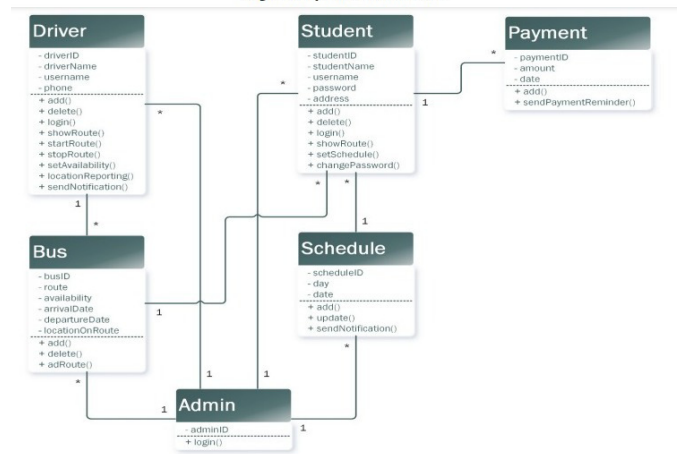 Driver
- driverID
- driverName
- username
- phone
+ add()
+ delete()
+ login()
+ showRoute()
+ startRoute()
+ stopRoute()
+ setAvailability()
+ locationReporting()
+ sendNotification()
Student
- studentID
- studentName
- username
- password
- address
+ add()
+ delete()
+ login()
+ showRoute()
+ setSchedule()
+ changePassword()
Payment
- paymentID
- amount
- date
+ add()
+ sendPaymentReminder()
*
*
*
1
1
*
*
*
1
1
Bus
- busID
- route
- availability
- arrivalDate
- departureDate
- locationOnRoute
+ add()
+ delete()
+ adRoute()
Schedule
- scheduleID
- day
- date
+ add()
+ update()
+ sendNotification()
1
*
*
1
1
1
1
Admin
- adminID
+ login()